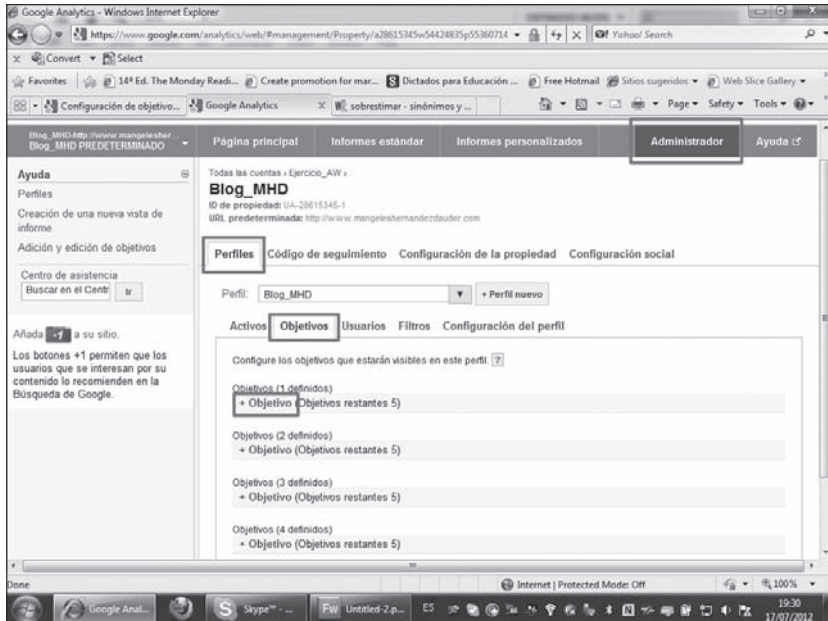 Google Analytics - Windows Internet Explorer
https://www.google.com/analytics/web/#management/Property/a28615345w54424835p55360714
Yahoo! Search
x Convert Select
Favorites 14ª Ed. The Monday Readi... Create promotion for mar... Dictados para Educación ... Free Hotmail Sitios sugeridos Web Slice Gallery
Configuración de objetivo... Google Analytics x sobrestimar - sinónimos y ... Page Safety Tools
Blog_MHD-http://www.mangelesher...
Blog_MHD PREDETERMINADO
Página principal Informes estándar Informes personalizados Administrador Ayuda
Ayuda
Perfiles
Creación de una nueva vista de
informe
Adición y edición de objetivos
Centro de asistencia
Buscar en el Centr Ir
Añada +1 a su sitio.
Los botones +1 permiten que los
usuarios que se interesan por su
contenido lo recomienden en la
Búsqueda de Google.
Todas las cuentas › Ejercicio_AW ›
Blog_MHD
ID de propiedad: UA-28615345-1
URL predeterminada: http://www.mangeleshernandezdauder.com
Perfiles Código de seguimiento Configuración de la propiedad Configuración social
Perfil: Blog_MHD + Perfil nuevo
Activos Objetivos Usuarios Filtros Configuración del perfil
Configure los objetivos que estarán visibles en este perfil. ?
Objetivos (1 definidos)
+ Objetivo (Objetivos restantes 5)
Objetivos (2 definidos)
+ Objetivo (Objetivos restantes 5)
Objetivos (3 definidos)
+ Objetivo (Objetivos restantes 5)
Objetivos (4 definidos)
+ Objetivo (Objetivos restantes 5)
Done Internet | Protected Mode: Off 100%
Google Anal... Skype™ - ... Fw Untitled-2.p... ES 19:30
17/07/2012